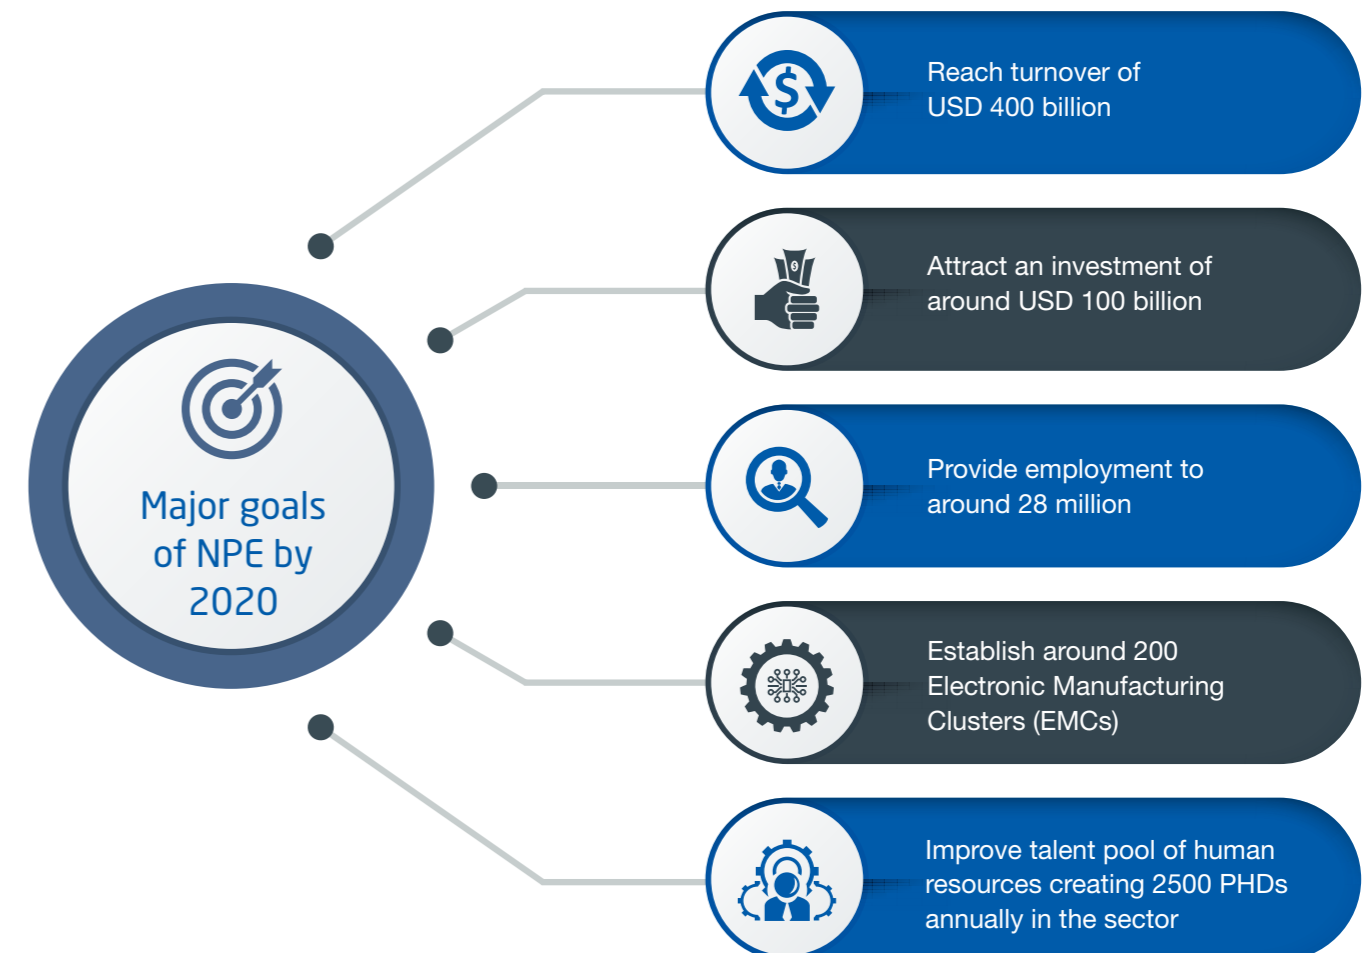 Major goals
of NPE by
2020
Reach turnover of
USD 400 billion
Attract an investment of
around USD 100 billion
Provide employment to
around 28 million
Establish around 200
Electronic Manufacturing
Clusters (EMCs)
Improve talent pool of human
resources creating 2500 PHDs
annually in the sector